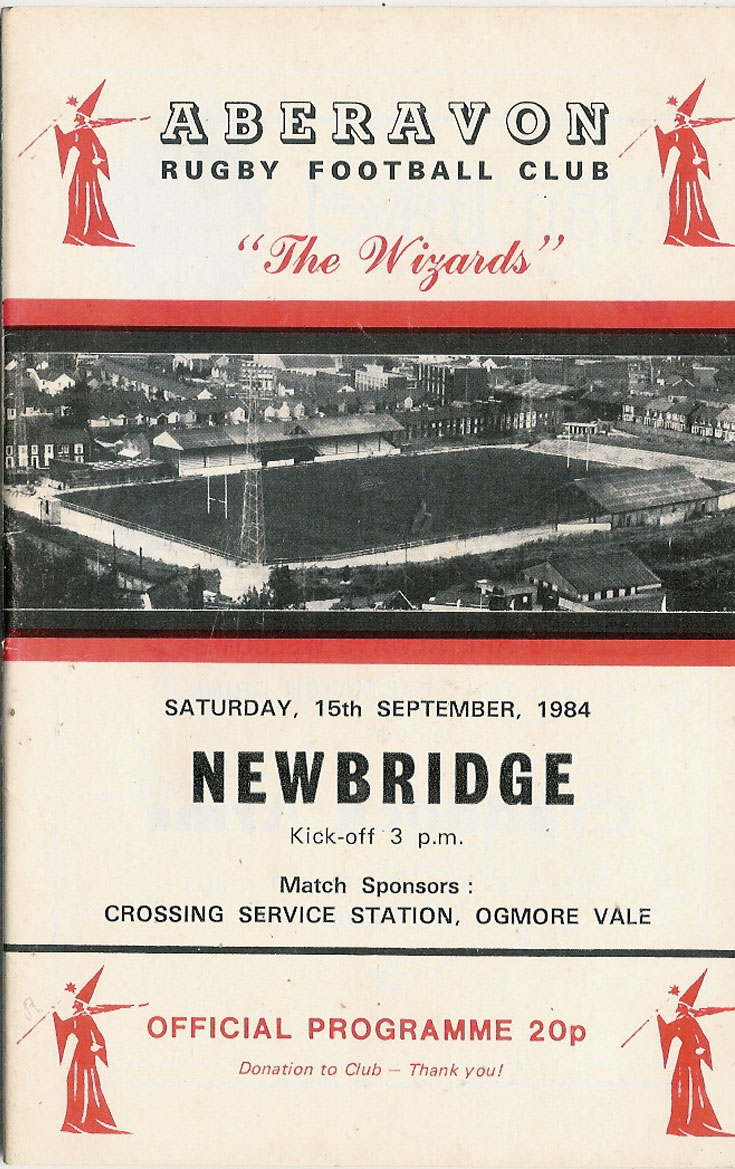 ABERAVON
RUGBY FOOTBALL CLUB
“The Wizards”
SATURDAY, 15th SEPTEMBER, 1984
NEWBRIDGE
Kick-off 3 p.m.
Match Sponsors :
CROSSING SERVICE STATION, OGMORE VALE
OFFICIAL PROGRAMME 20p
Donation to Club — Thank you!